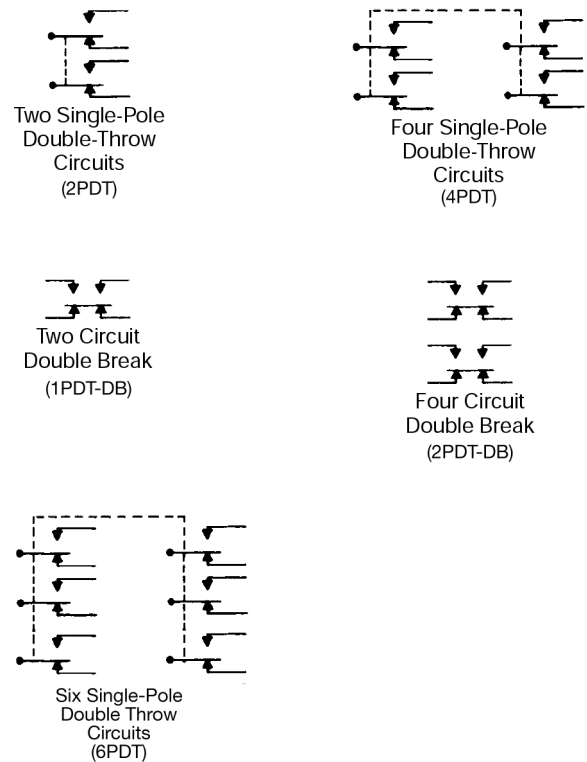 Two Single-Pole
Double-Throw
Circuits
(2PDT)
Four Single-Pole
Double-Throw
Circuits
(4PDT)
Two Circuit
Double Break
(1PDT-DB)
Four Circuit
Double Break
(2PDT-DB)
Six Single-Pole
Double Throw
Circuits
(6PDT)